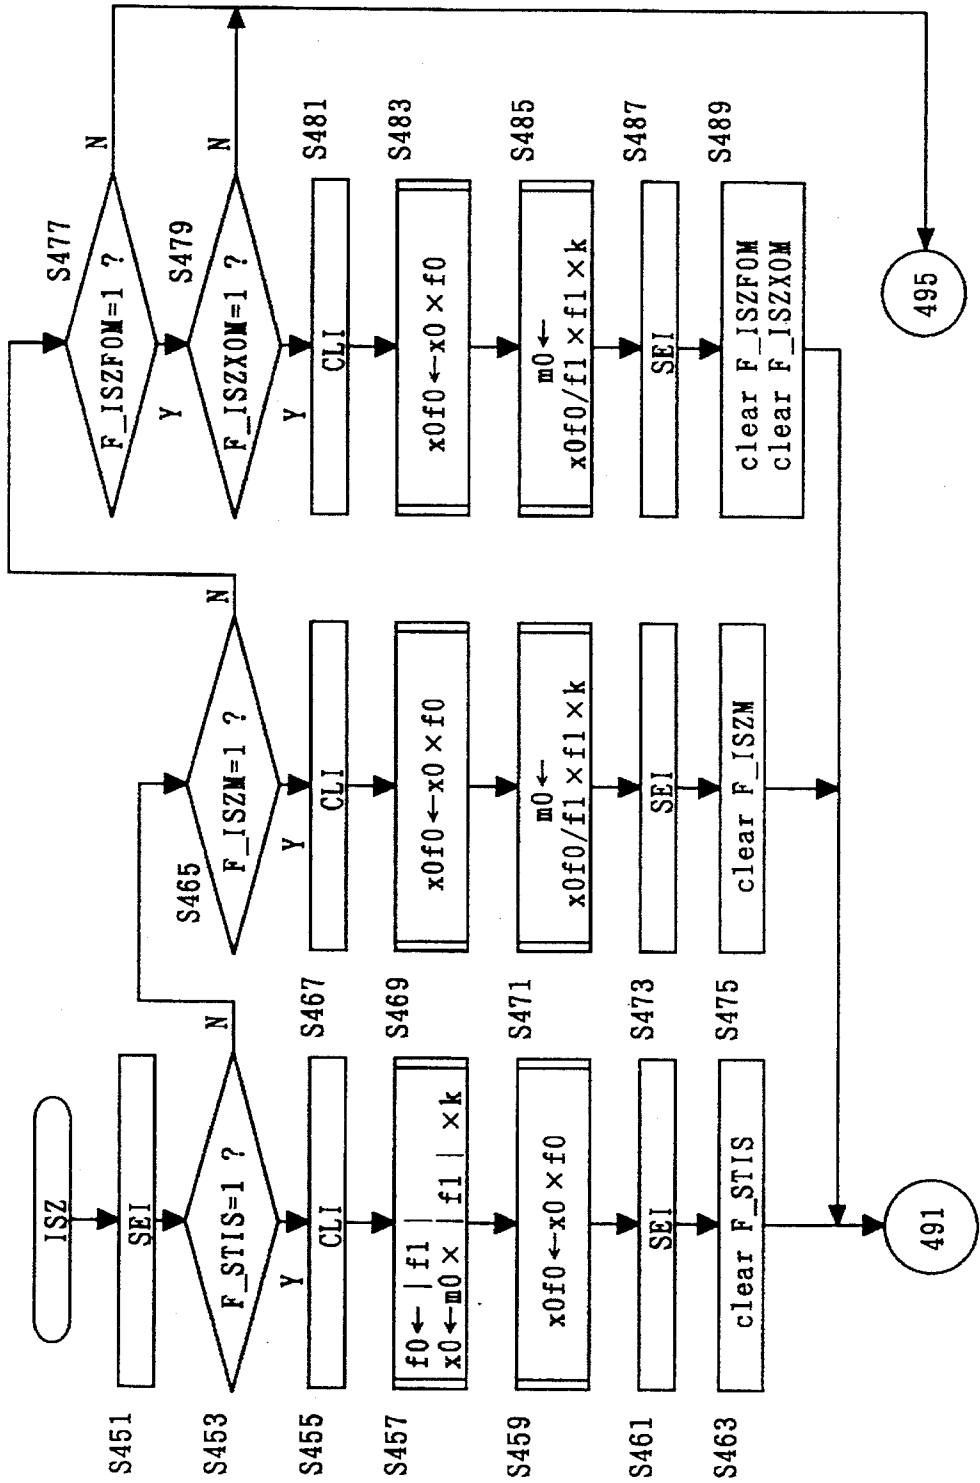 ISZ
S451
SEI
S453
F_STIS=1 ?
N
Y
S455
CLI
S457
f0←|f1|
x0←m0×|f1|×k
S459
x0f0←x0×f0
S461
SEI
S463
clear F_STIS
491
S465
F_ISZM=1 ?
N
Y
S467
CLI
S469
x0f0←x0×f0
S471
m0←
x0f0/f1×f1×k
S473
SEI
S475
clear F_ISZM
S477
F_ISZF0M=1 ?
N
Y
S479
F_ISZX0M=1 ?
N
Y
S481
CLI
S483
x0f0←x0×f0
S485
m0←
x0f0/f1×f1×k
S487
SEI
S489
clear F_ISZF0M
clear F_ISZX0M
495